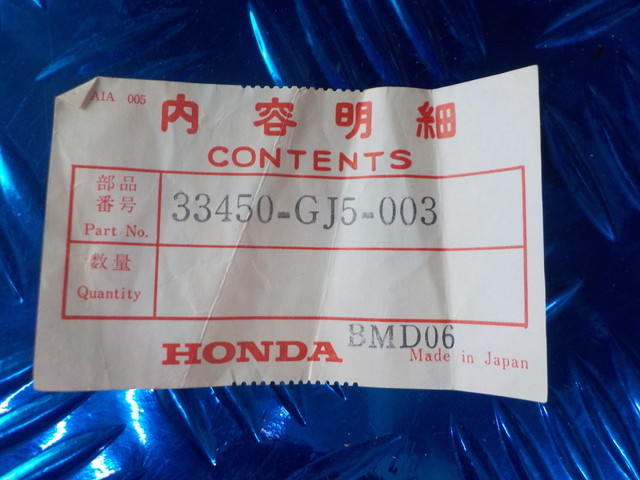 AIA 005
内容明細
CONTENTS
部品
番号
Part No.
33450-GJ5-003
数量
Quantity
BMD06
HONDA
Made in Japan